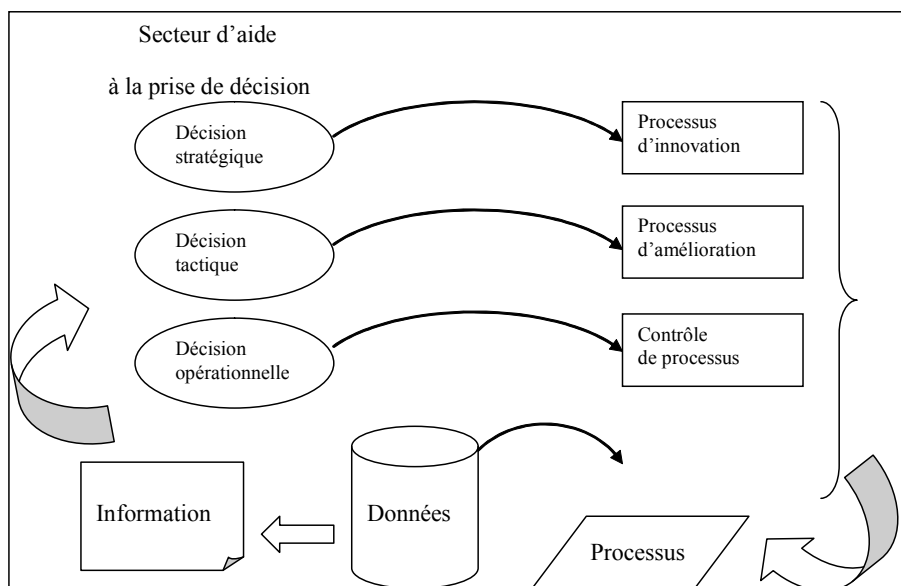 Secteur d'aide
à la prise de décision
Décision
stratégique
Processus
d'innovation
Décision
tactique
Processus
d'amélioration
Décision
opérationnelle
Contrôle
de processus
Information
Données
Processus